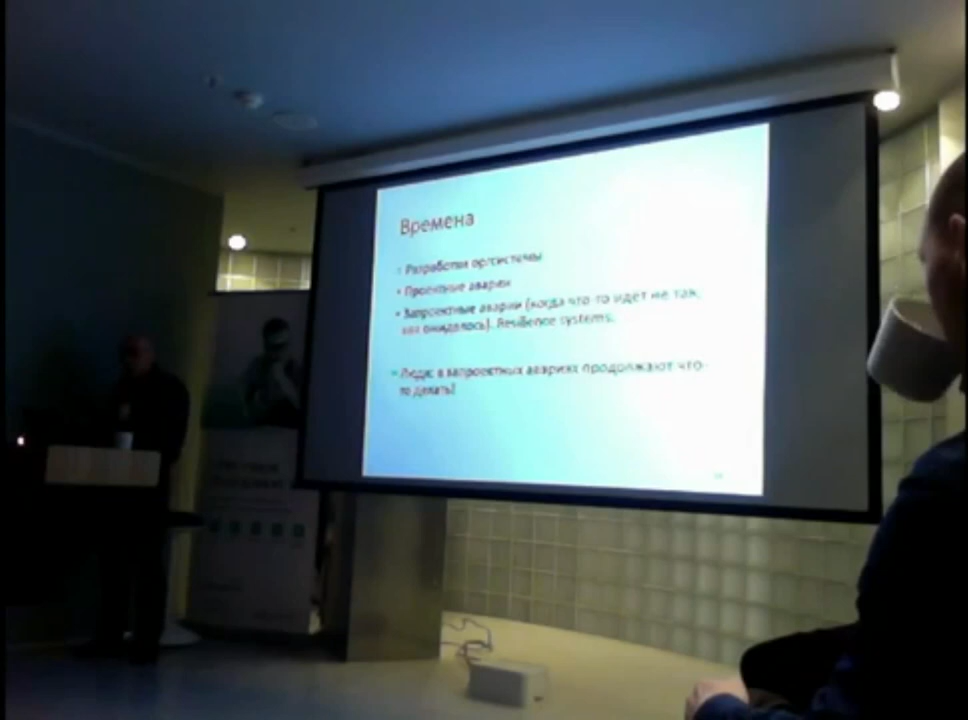 Времена
Разработки оргсистемы
• Проектные аварии
• Запроектные аварии (когда что-то идет не так,
как ожидалось). Resilience systems.
Люди: в запроектных авариях продолжают что-
то делать!